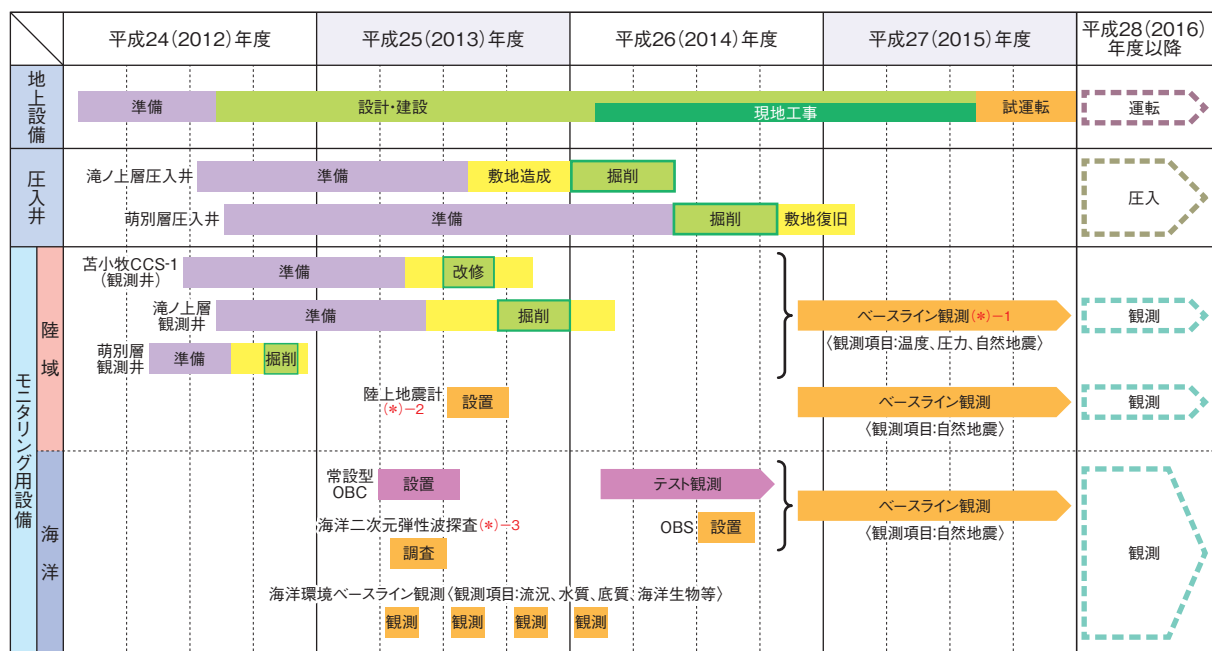 平成24(2012)年度
平成25(2013)年度
平成26(2014)年度
平成27(2015)年度
平成28(2016)
年度以降
地上設備
準備
設計・建設
現地工事
試運転
運転
圧入井
滝ノ上層圧入井
準備
敷地造成
掘削
萌別層圧入井
準備
掘削
敷地復旧
圧入
モニタリング用設備
陸域
苫小牧CCS-1
(観測井)
準備
改修
滝ノ上層
観測井
準備
掘削
ベースライン観測(*)-1
〈観測項目:温度、圧力、自然地震〉
観測
萌別層
観測井
準備
掘削
陸上地震計
(*)-2
設置
ベースライン観測
〈観測項目:自然地震〉
観測
海洋
常設型
OBC
設置
テスト観測
海洋二次元弾性波探査(*)-3
調査
OBS
設置
ベースライン観測
〈観測項目:自然地震〉
観測
海洋環境ベースライン観測〈観測項目:流況、水質、底質、海洋生物等〉
観測
観測
観測
観測